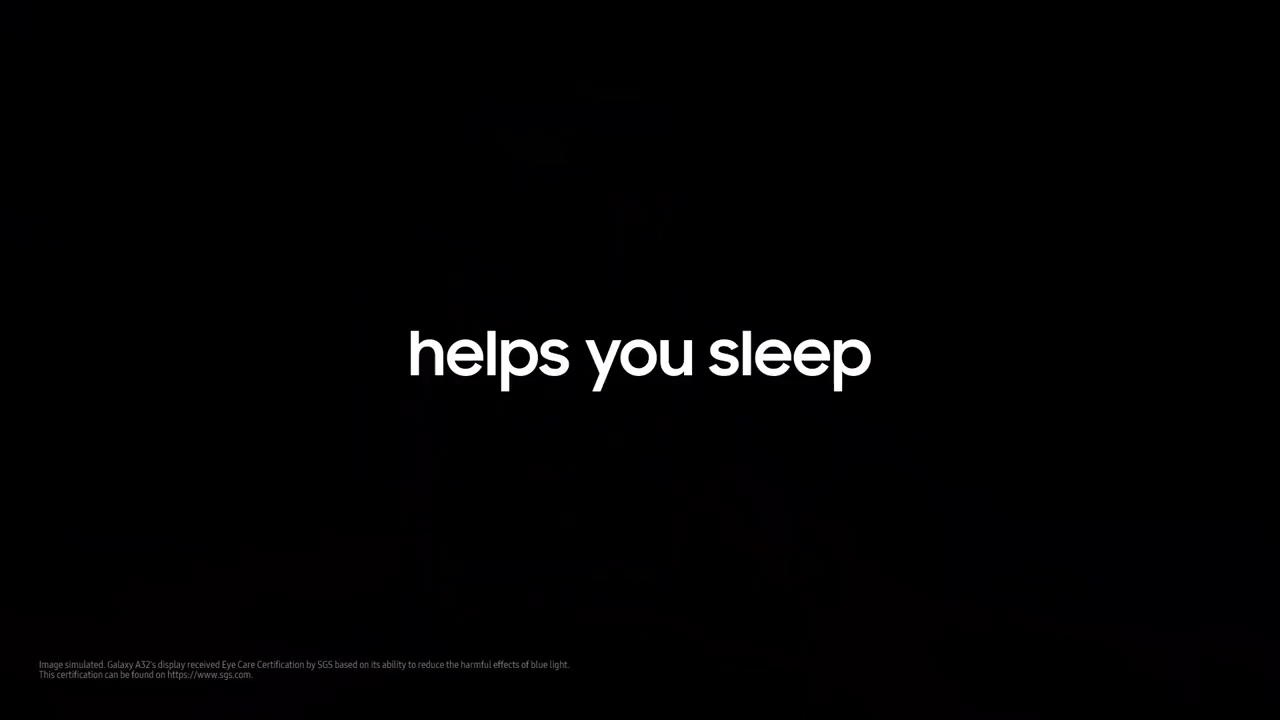 helps you sleep
Image simulated. Galaxy A32's display received Eye Care Certification by SGS based on its ability to reduce the harmful effects of blue light.
This certification can be found on https://www.sgs.com.